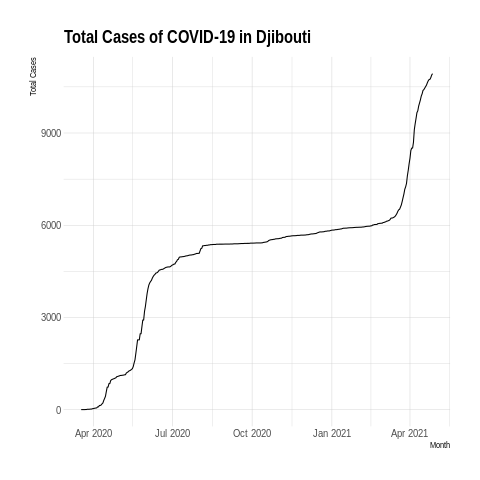 Total Cases of COVID-19 in Djibouti
Total Cases
9000
6000
3000
0
Apr 2020 Jul 2020 Oct 2020 Jan 2021 Apr 2021
Month